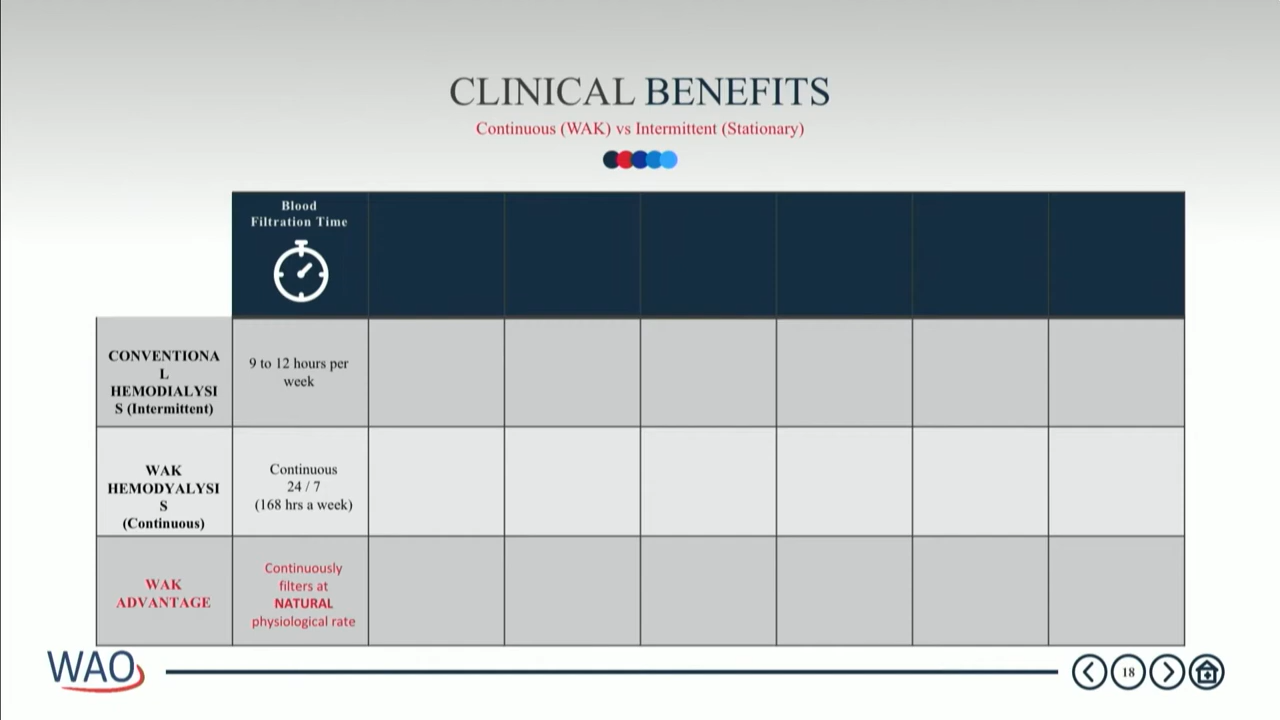 CLINICAL BENEFITS
Continuous (WAK) vs Intermittent (Stationary)
Blood
Filtration Time
CONVENTIONA
L
HEMODIALYSI
S (Intermittent)
9 to 12 hours per
week
WAK
HEMODYALYSI
S
(Continuous)
Continuous
24 / 7
(168 hrs a week)
WAK
ADVANTAGE
Continuously
filters at
NATURAL
physiological rate
WAO
18